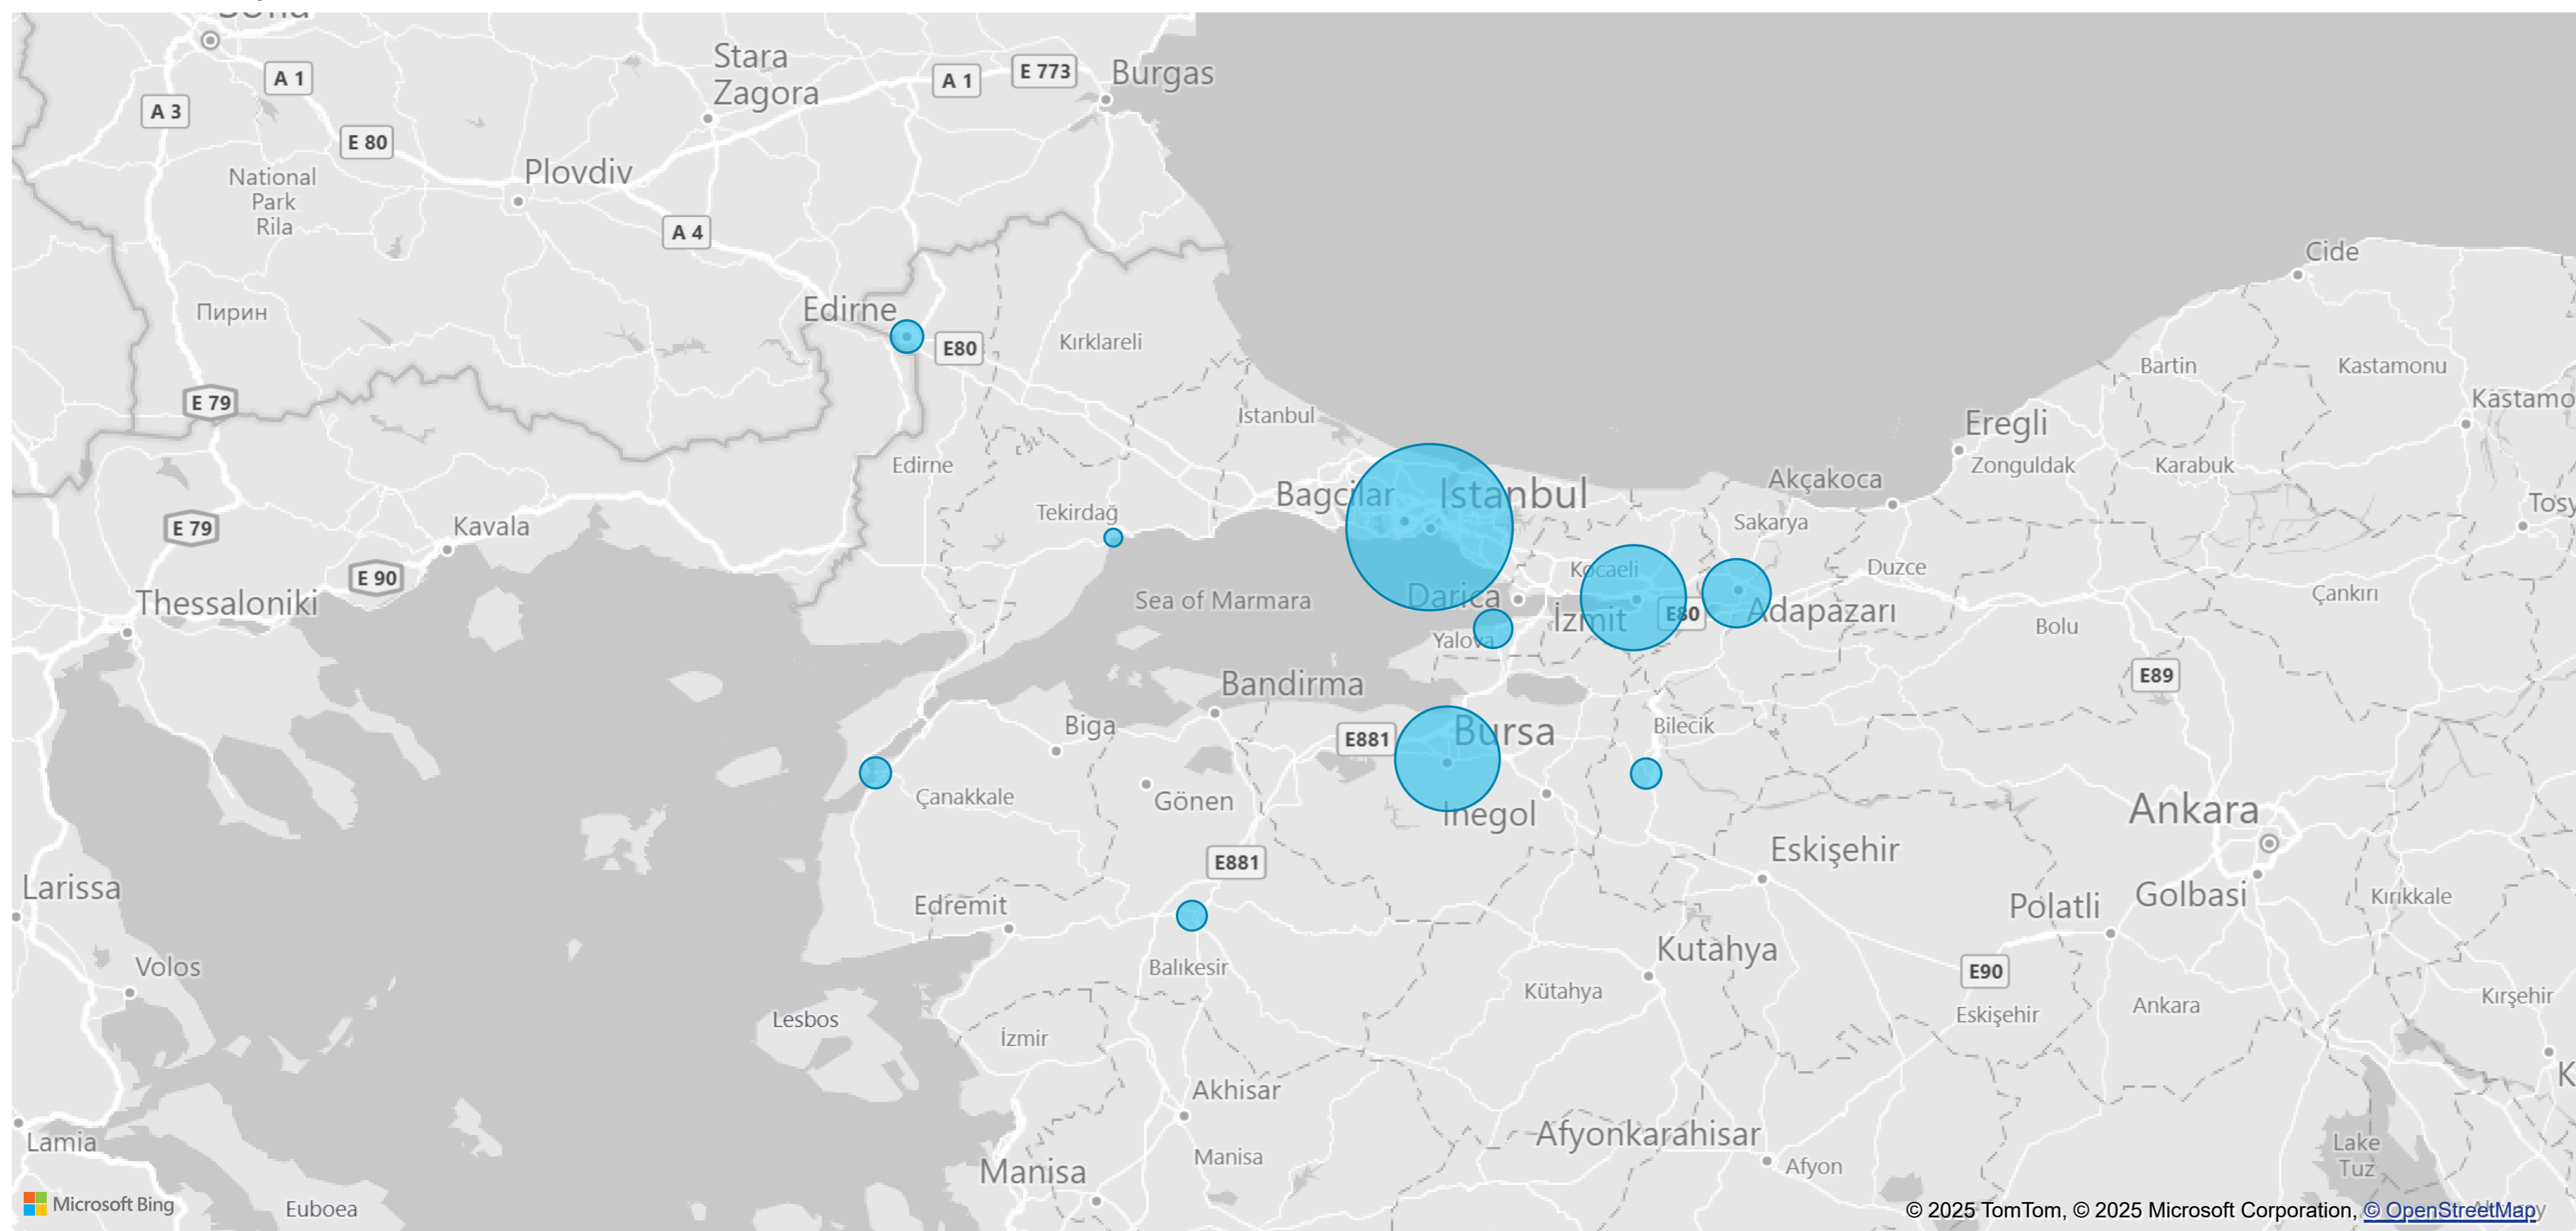 Stara
Zagora
A 1
E 773
Burgas
A 1
A 3
E 80
Plovdiv
National
Park
Rila
A 4
Cide
Пирин
Edirne
E80
Kırklareli
Bartin
Kastamonu
E 79
Istanbul
Eregli
Edirne
Zonguldak
Karabuk
Bagcilar
Istanbul
Akçakoca
Tekirdağ
Sakarya
E 79
Kavala
Kocaeli
Duzce
E 90
Thessaloniki
Sea of Marmara
Darica
İzmit
E80
Adapazarı
Çankırı
Yalova
Bolu
E89
Bandirma
Biga
E881
Bursa
Bilecik
Çanakkale
Gönen
Inegol
Ankara
E881
Eskişehir
Larissa
Edremit
Polatli
Golbasi
Kırıkkale
Volos
Balıkesir
Kutahya
E90
Kütahya
Eskişehir
Ankara
Kırşehir
Lesbos
İzmir
Akhisar
Lamia
Manisa
Afyonkarahisar
Afyon
Lake
Tuz
Manisa
Euboea
Microsoft Bing
© 2025 TomTom, © 2025 Microsoft Corporation, © OpenStreetMap